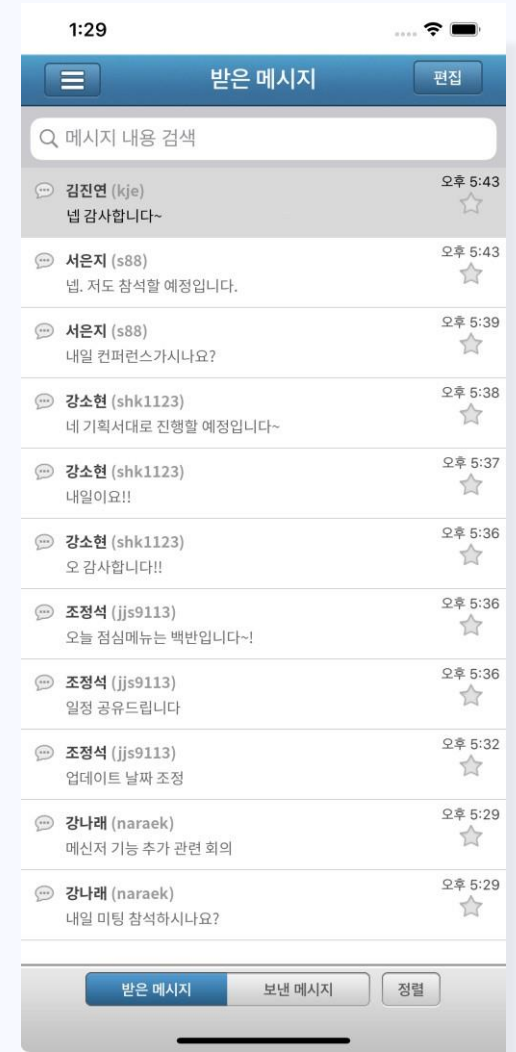 1:29
받은 메시지
편집
메시지 내용 검색
김진연 (kje)
오후 5:43
넵 감사합니다~
서은지 (s88)
오후 5:43
넵. 저도 참석할 예정입니다.
서은지 (s88)
오후 5:39
내일 컨퍼런스가시나요?
강소현 (shk1123)
오후 5:38
네 기획서대로 진행할 예정입니다~
강소현 (shk1123)
오후 5:37
내일이요!!
강소현 (shk1123)
오후 5:36
오 감사합니다!!
조정석 (jjs9113)
오후 5:36
오늘 점심메뉴는 백반입니다~!
조정석 (jjs9113)
오후 5:36
일정 공유드립니다
조정석 (jjs9113)
오후 5:32
업데이트 날짜 조정
강나래 (naraek)
오후 5:29
메신저 기능 추가 관련 회의
강나래 (naraek)
오후 5:29
내일 미팅 참석하시나요?
받은 메시지
보낸 메시지
정렬